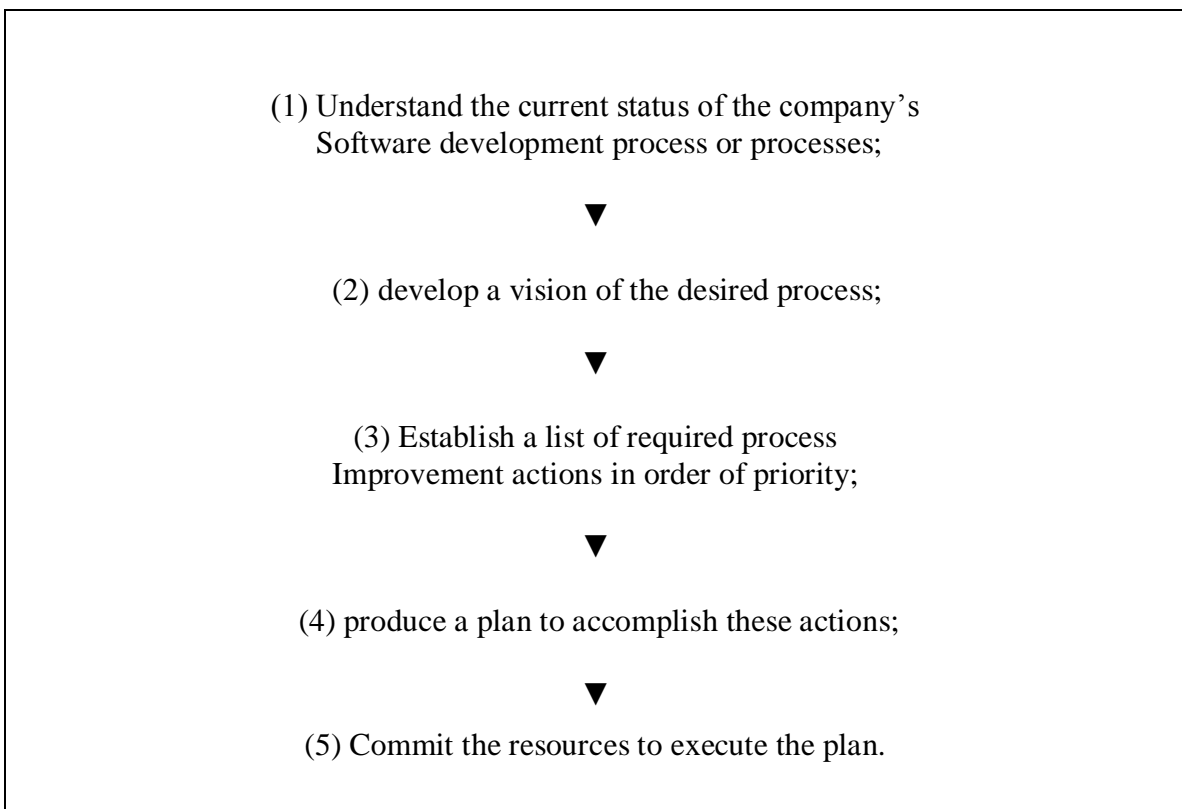 (1) Understand the current status of the company’s
Software development process or processes;
▼
(2) develop a vision of the desired process;
▼
(3) Establish a list of required process
Improvement actions in order of priority;
▼
(4) produce a plan to accomplish these actions;
▼
(5) Commit the resources to execute the plan.